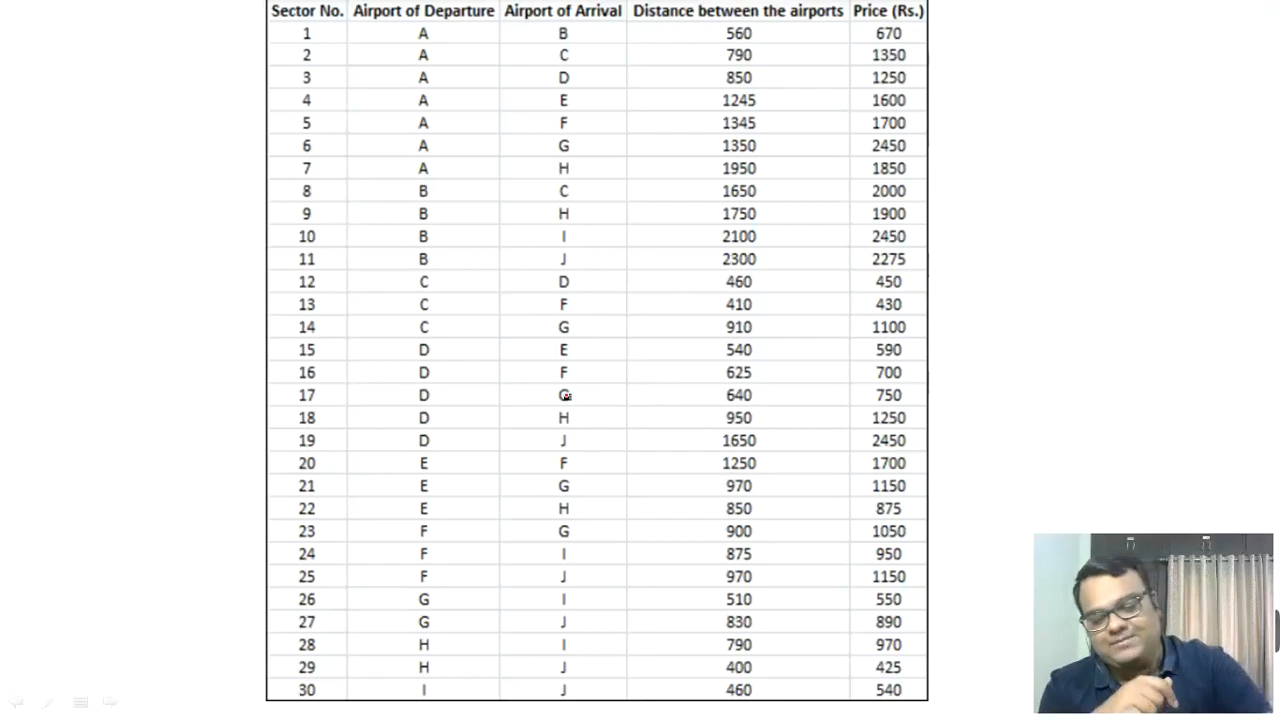 Sector No. Airport of Departure Airport of Arrival Distance between the airports Price (Rs.)
1 A B 560 670
2 A C 790 1350
3 A D 850 1250
4 A E 1245 1600
5 A F 1345 1700
6 A G 1350 2450
7 A H 1950 1850
8 B C 1650 2000
9 B H 1750 1900
10 B I 2100 2450
11 B J 2300 2275
12 C D 460 450
13 C F 410 430
14 C G 910 1100
15 D E 540 590
16 D F 625 700
17 D G 640 750
18 D H 950 1250
19 D J 1650 2450
20 E F 1250 1700
21 E G 970 1150
22 E H 850 875
23 F G 900 1050
24 F I 875 950
25 F J 970 1150
26 G I 510 550
27 G J 830 890
28 H I 790 970
29 H J 400 425
30 I J 460 540